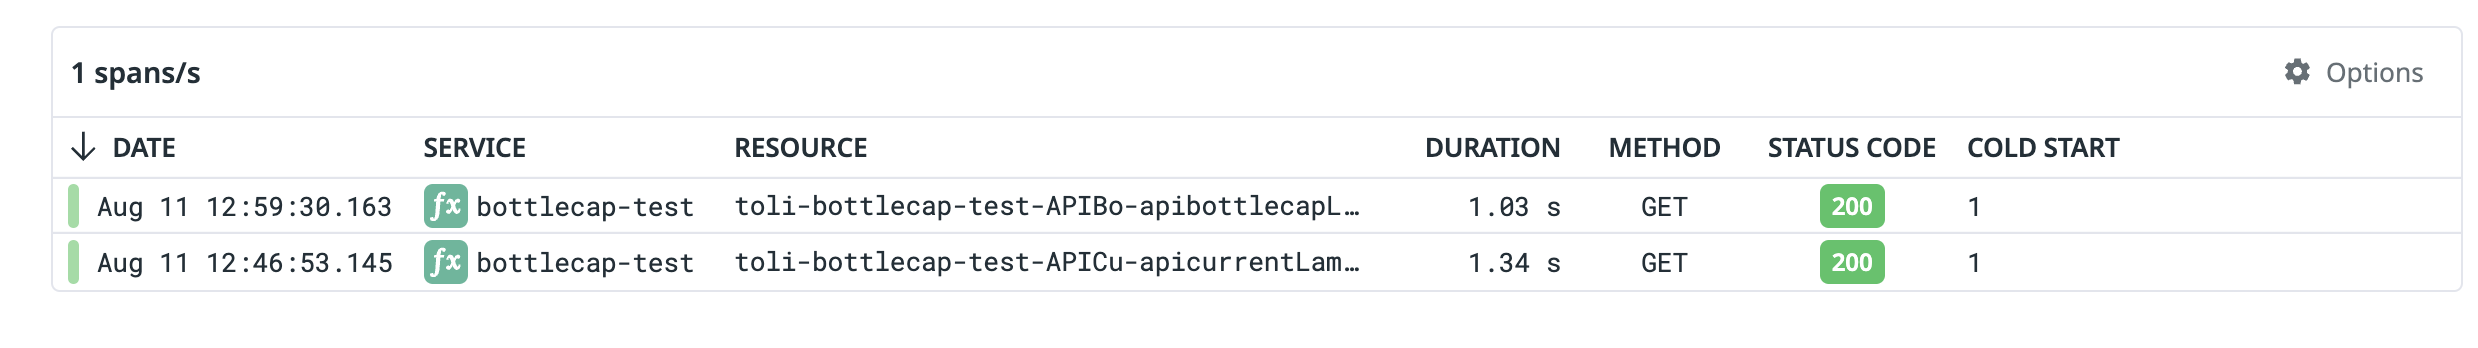 1 spans/s Options
DATE SERVICE RESOURCE DURATION METHOD STATUS CODE COLD START
Aug 11 12:59:30.163 fx bottlecap-test toli-bottlecap-test-APIBo-apibottlecapL… 1.03 s GET 200 1
Aug 11 12:46:53.145 fx bottlecap-test toli-bottlecap-test-APICu-apicurrentLam… 1.34 s GET 200 1